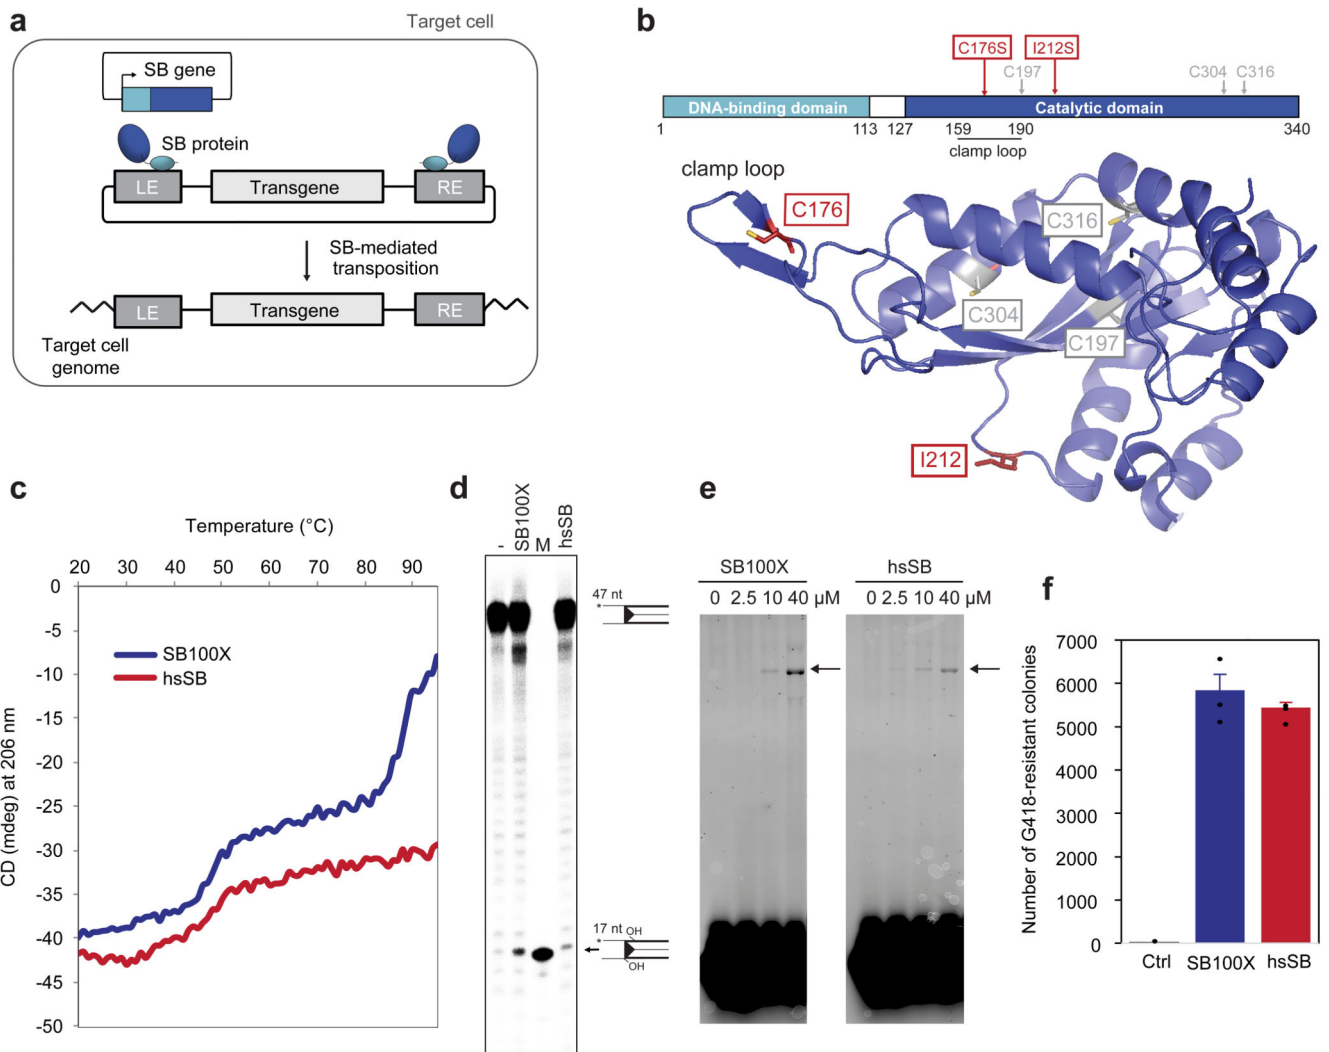 a
Target cell
SB gene
SB protein
LE
Transgene
RE
SB-mediated
transposition
LE
Transgene
RE
Target cell
genome
b
C176S
I212S
C197
C304
C316
DNA-binding domain
Catalytic domain
1
113
127
159
190
340
clamp loop
clamp loop
C176
C316
C304
C197
I212
c
Temperature (°C)
20 30 40 50 60 70 80 90
0
-5
-10
-15
-20
-25
-30
-35
-40
-45
-50
CD (mdeg) at 206 nm
SB100X
hsSB
d
-
SB100X
M
hsSB
47 nt
*
17 nt
OH
*
OH
e
SB100X
0 2.5 10 40 µM
hsSB
0 2.5 10 40 µM
f
Number of G418-resistant colonies
7000
6000
5000
4000
3000
2000
1000
0
Ctrl
SB100X
hsSB